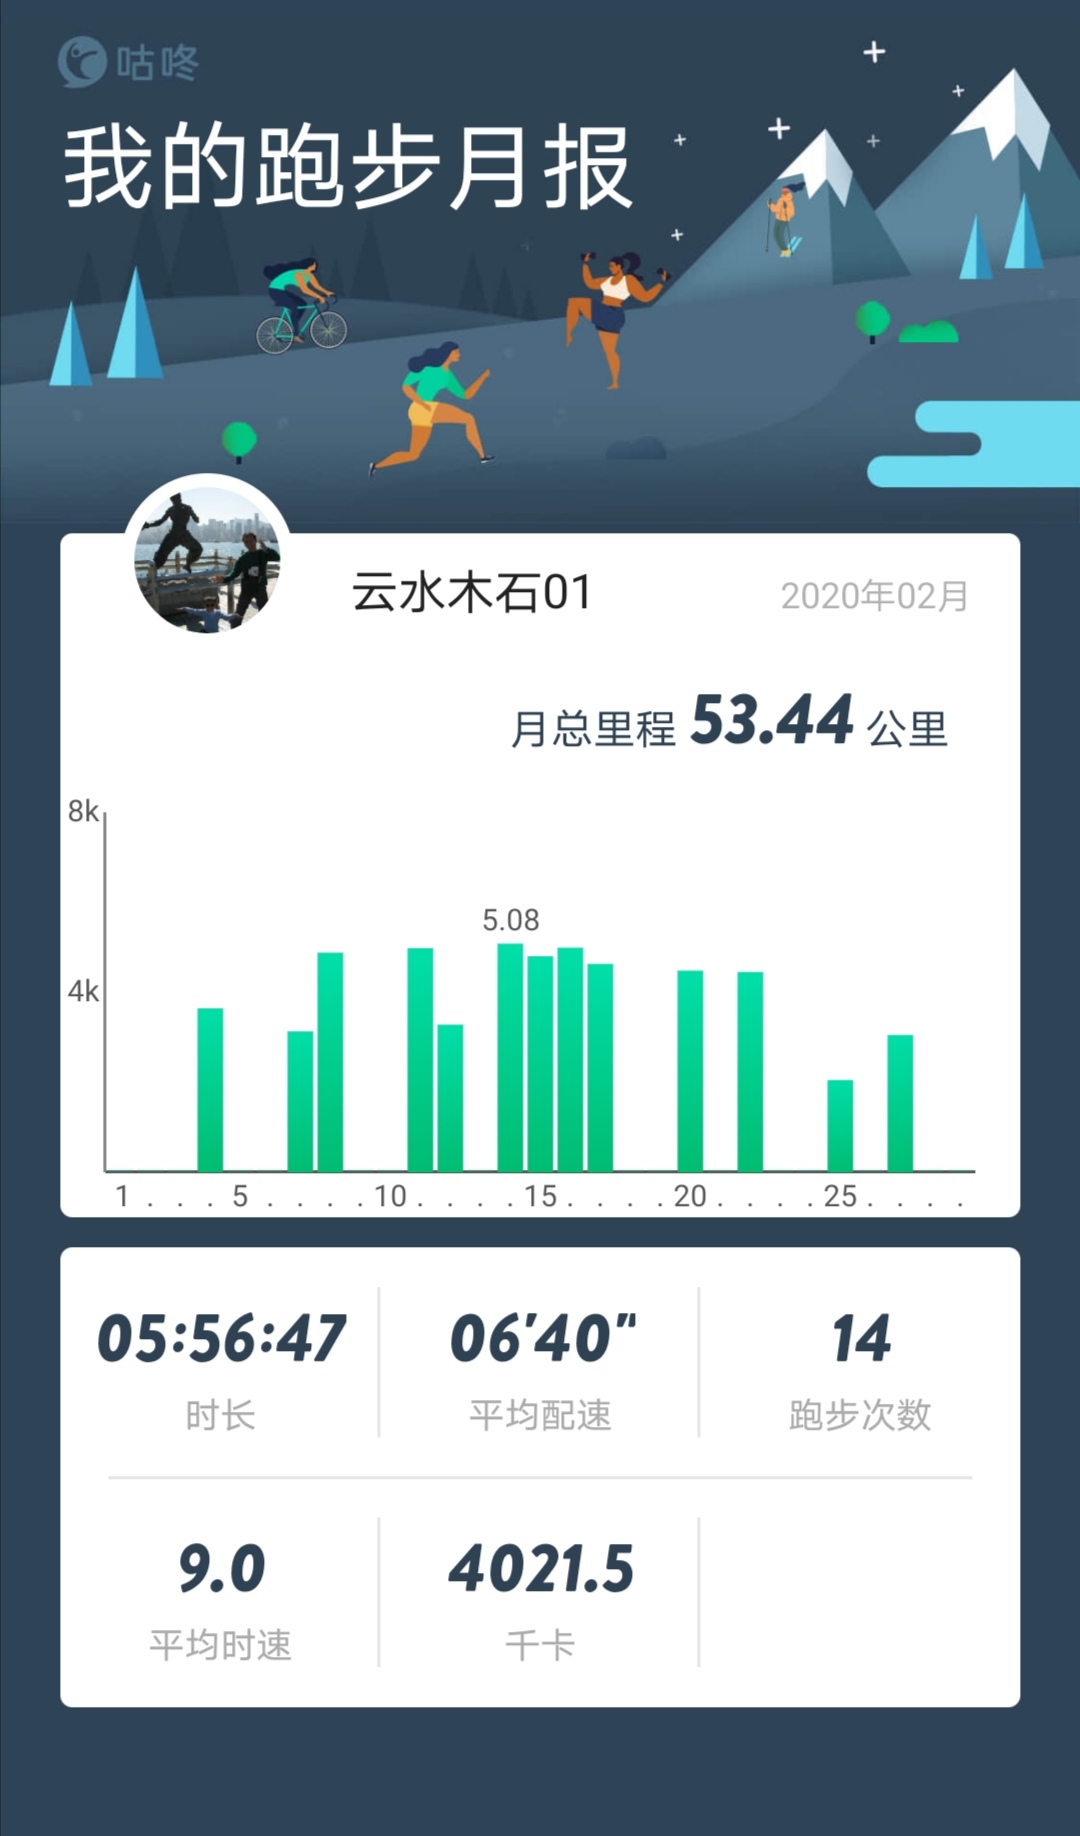 咕咚
我的跑步月报
云水木石01
2020年02月
月总里程 53.44 公里
8k
5.08
4k
1 . . . 5 . . . . 10 . . . . 15 . . . . 20 . . . . 25 . . . .
05:56:47
06'40"
14
时长
平均配速
跑步次数
9.0
4021.5
平均时速
千卡